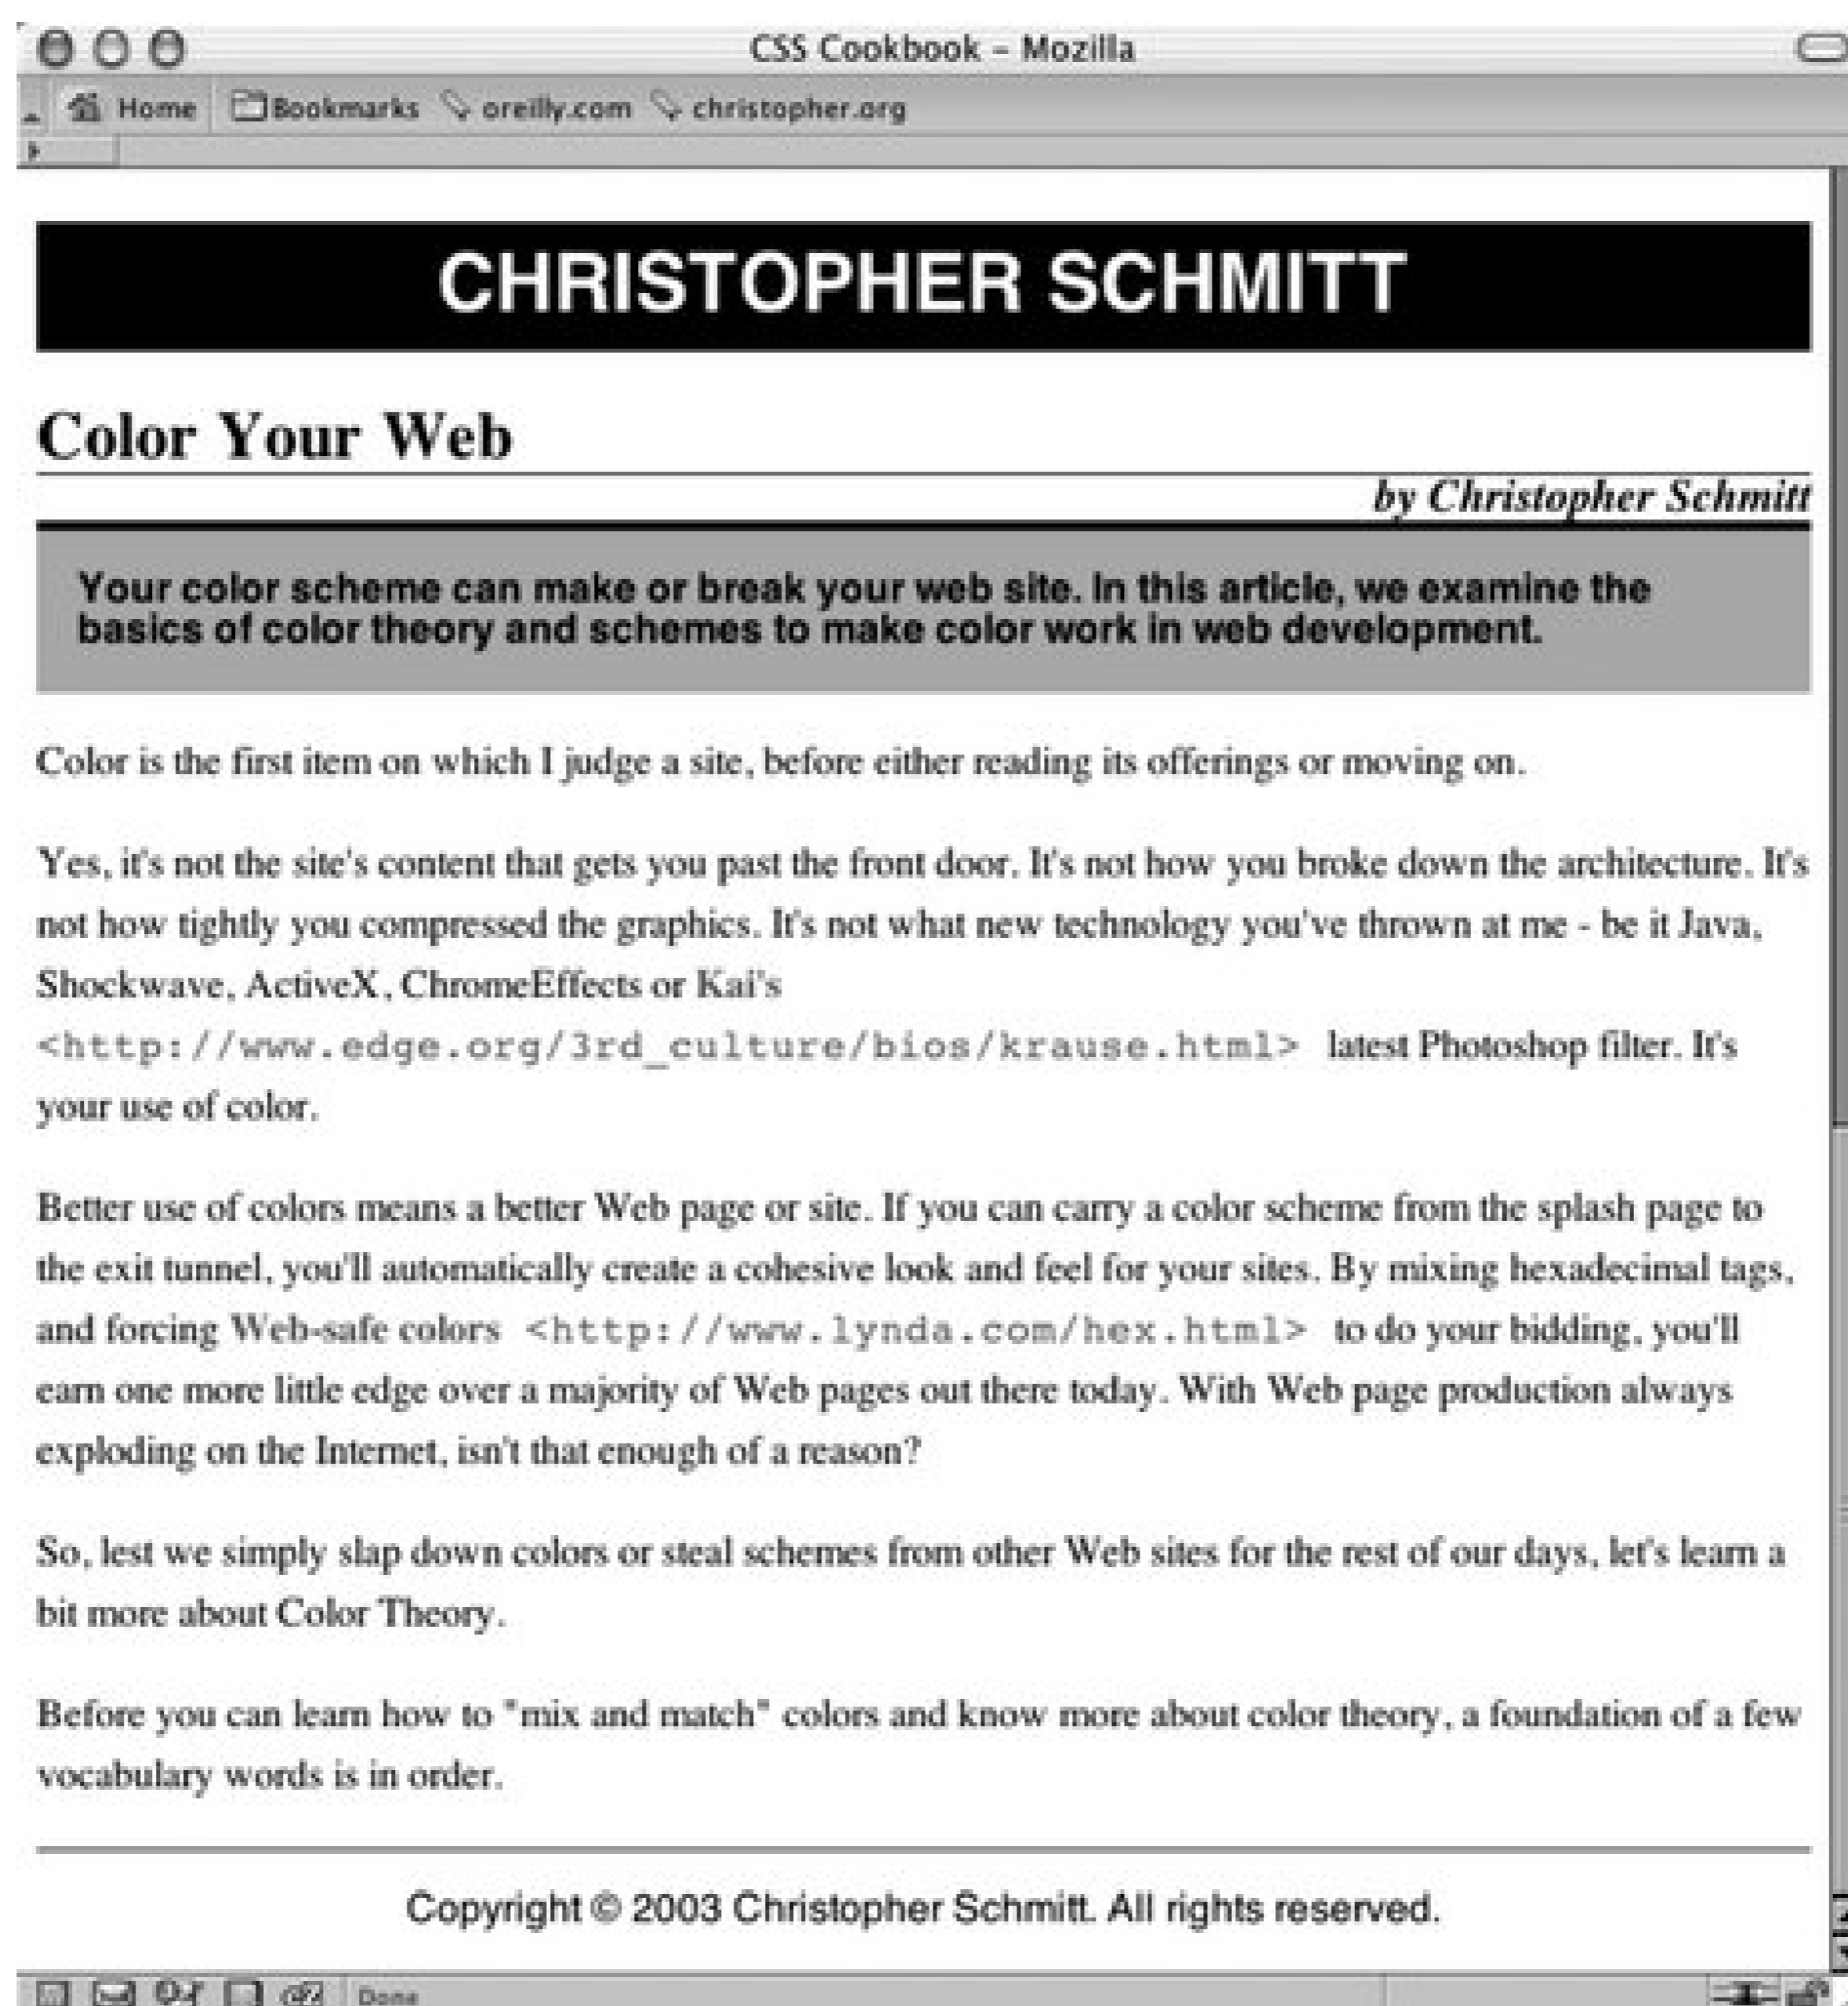 CSS Cookbook – Mozilla
Home Bookmarks oreilly.com christopher.org
CHRISTOPHER SCHMITT
Color Your Web
by Christopher Schmitt
Your color scheme can make or break your web site. In this article, we examine the
basics of color theory and schemes to make color work in web development.
Color is the first item on which I judge a site, before either reading its offerings or moving on.
Yes, it's not the site's content that gets you past the front door. It's not how you broke down the architecture. It's
not how tightly you compressed the graphics. It's not what new technology you've thrown at me - be it Java,
Shockwave, ActiveX, ChromeEffects or Kai's
<http://www.edge.org/3rd_culture/bios/krause.html> latest Photoshop filter. It's
your use of color.
Better use of colors means a better Web page or site. If you can carry a color scheme from the splash page to
the exit tunnel, you'll automatically create a cohesive look and feel for your sites. By mixing hexadecimal tags,
and forcing Web-safe colors <http://www.lynda.com/hex.html> to do your bidding, you'll
earn one more little edge over a majority of Web pages out there today. With Web page production always
exploding on the Internet, isn't that enough of a reason?
So, lest we simply slap down colors or steal schemes from other Web sites for the rest of our days, let's learn a
bit more about Color Theory.
Before you can learn how to "mix and match" colors and know more about color theory, a foundation of a few
vocabulary words is in order.
Copyright © 2003 Christopher Schmitt. All rights reserved.
Done